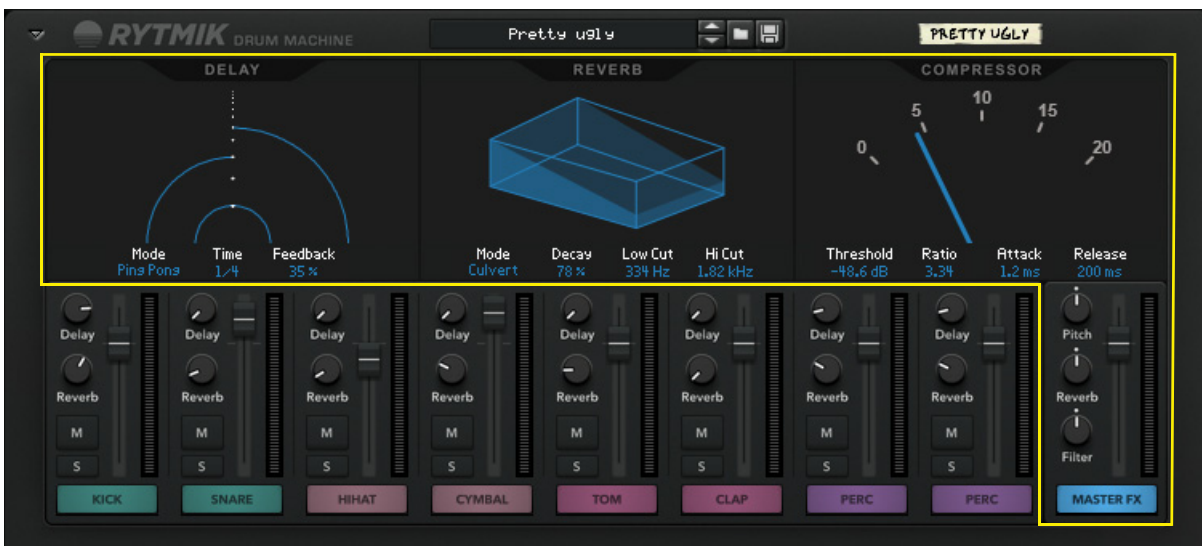 RYTMIK DRUM MACHINE Pretty ugly PRETTY UGLY
DELAY REVERB COMPRESSOR
0 5 10 15 20
Mode Time Feedback Mode Decay Low Cut Hi Cut Threshold Ratio Attack Release
Ping Pong 1/4 35 % Culvert 78 % 334 Hz 1.82 kHz -48.6 dB 3.34 1.2 ms 200 ms
Delay Delay Delay Delay Delay Delay Delay Delay Pitch
Reverb Reverb Reverb Reverb Reverb Reverb Reverb Reverb Reverb
M M M M M M M M
Filter
S S S S S S S S
KICK SNARE HIHAT CYMBAL TOM CLAP PERC PERC MASTER FX